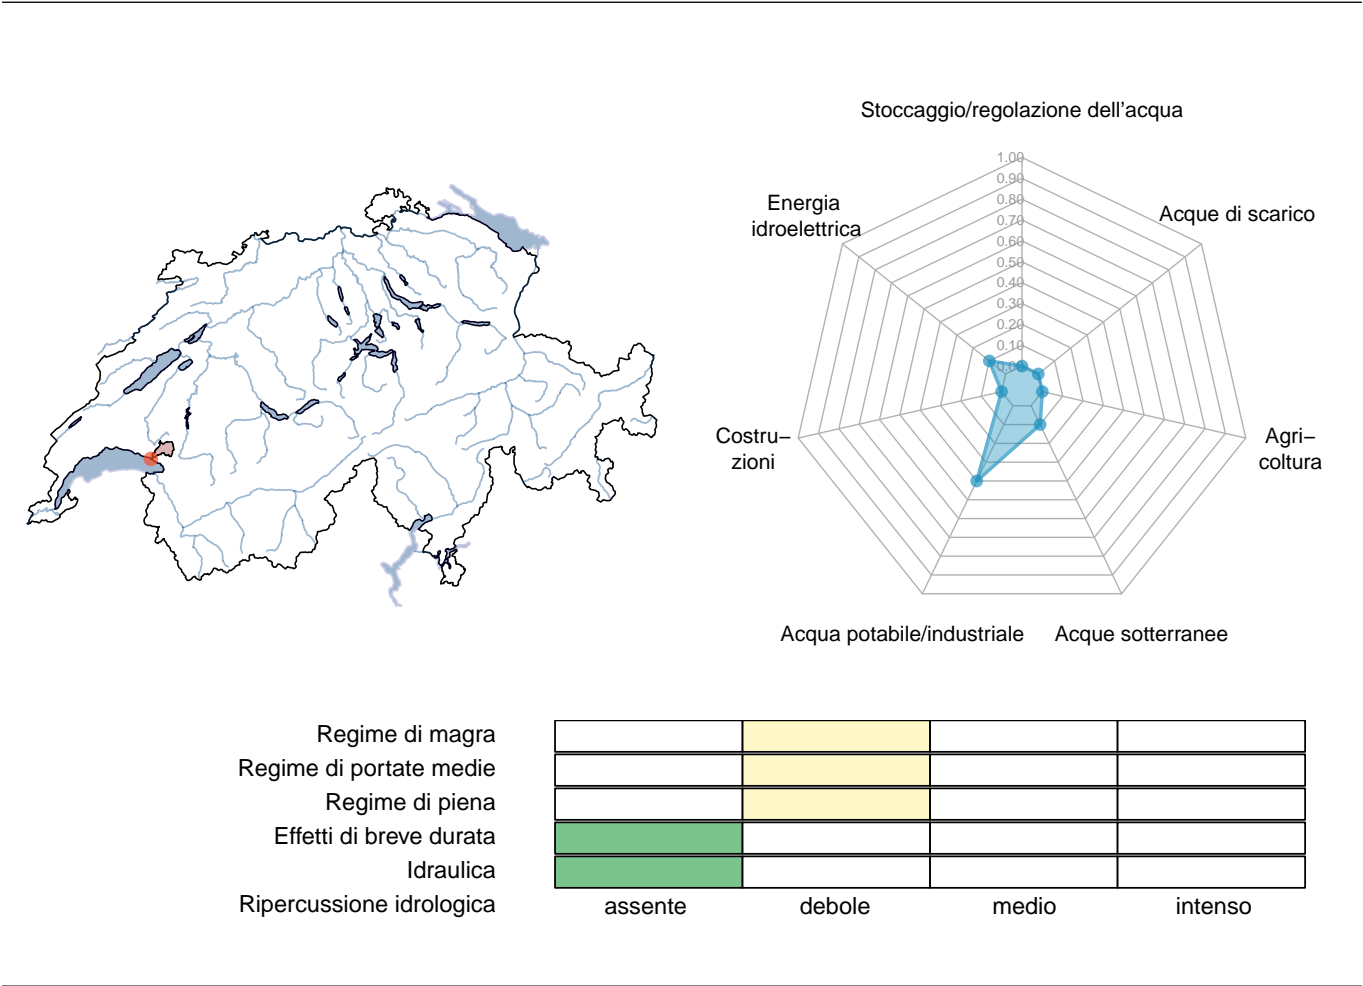 Stoccaggio/regolazione dell'acqua
1.00
0.90
0.80
0.70
0.60
0.50
0.40
0.30
0.20
0.10
Energia
idroelettrica
Acque di scarico
Costru–
zioni
Agri–
coltura
Acqua potabile/industriale
Acque sotterranee
Regime di magra
Regime di portate medie
Regime di piena
Effetti di breve durata
Idraulica
Ripercussione idrologica
assente
debole
medio
intenso